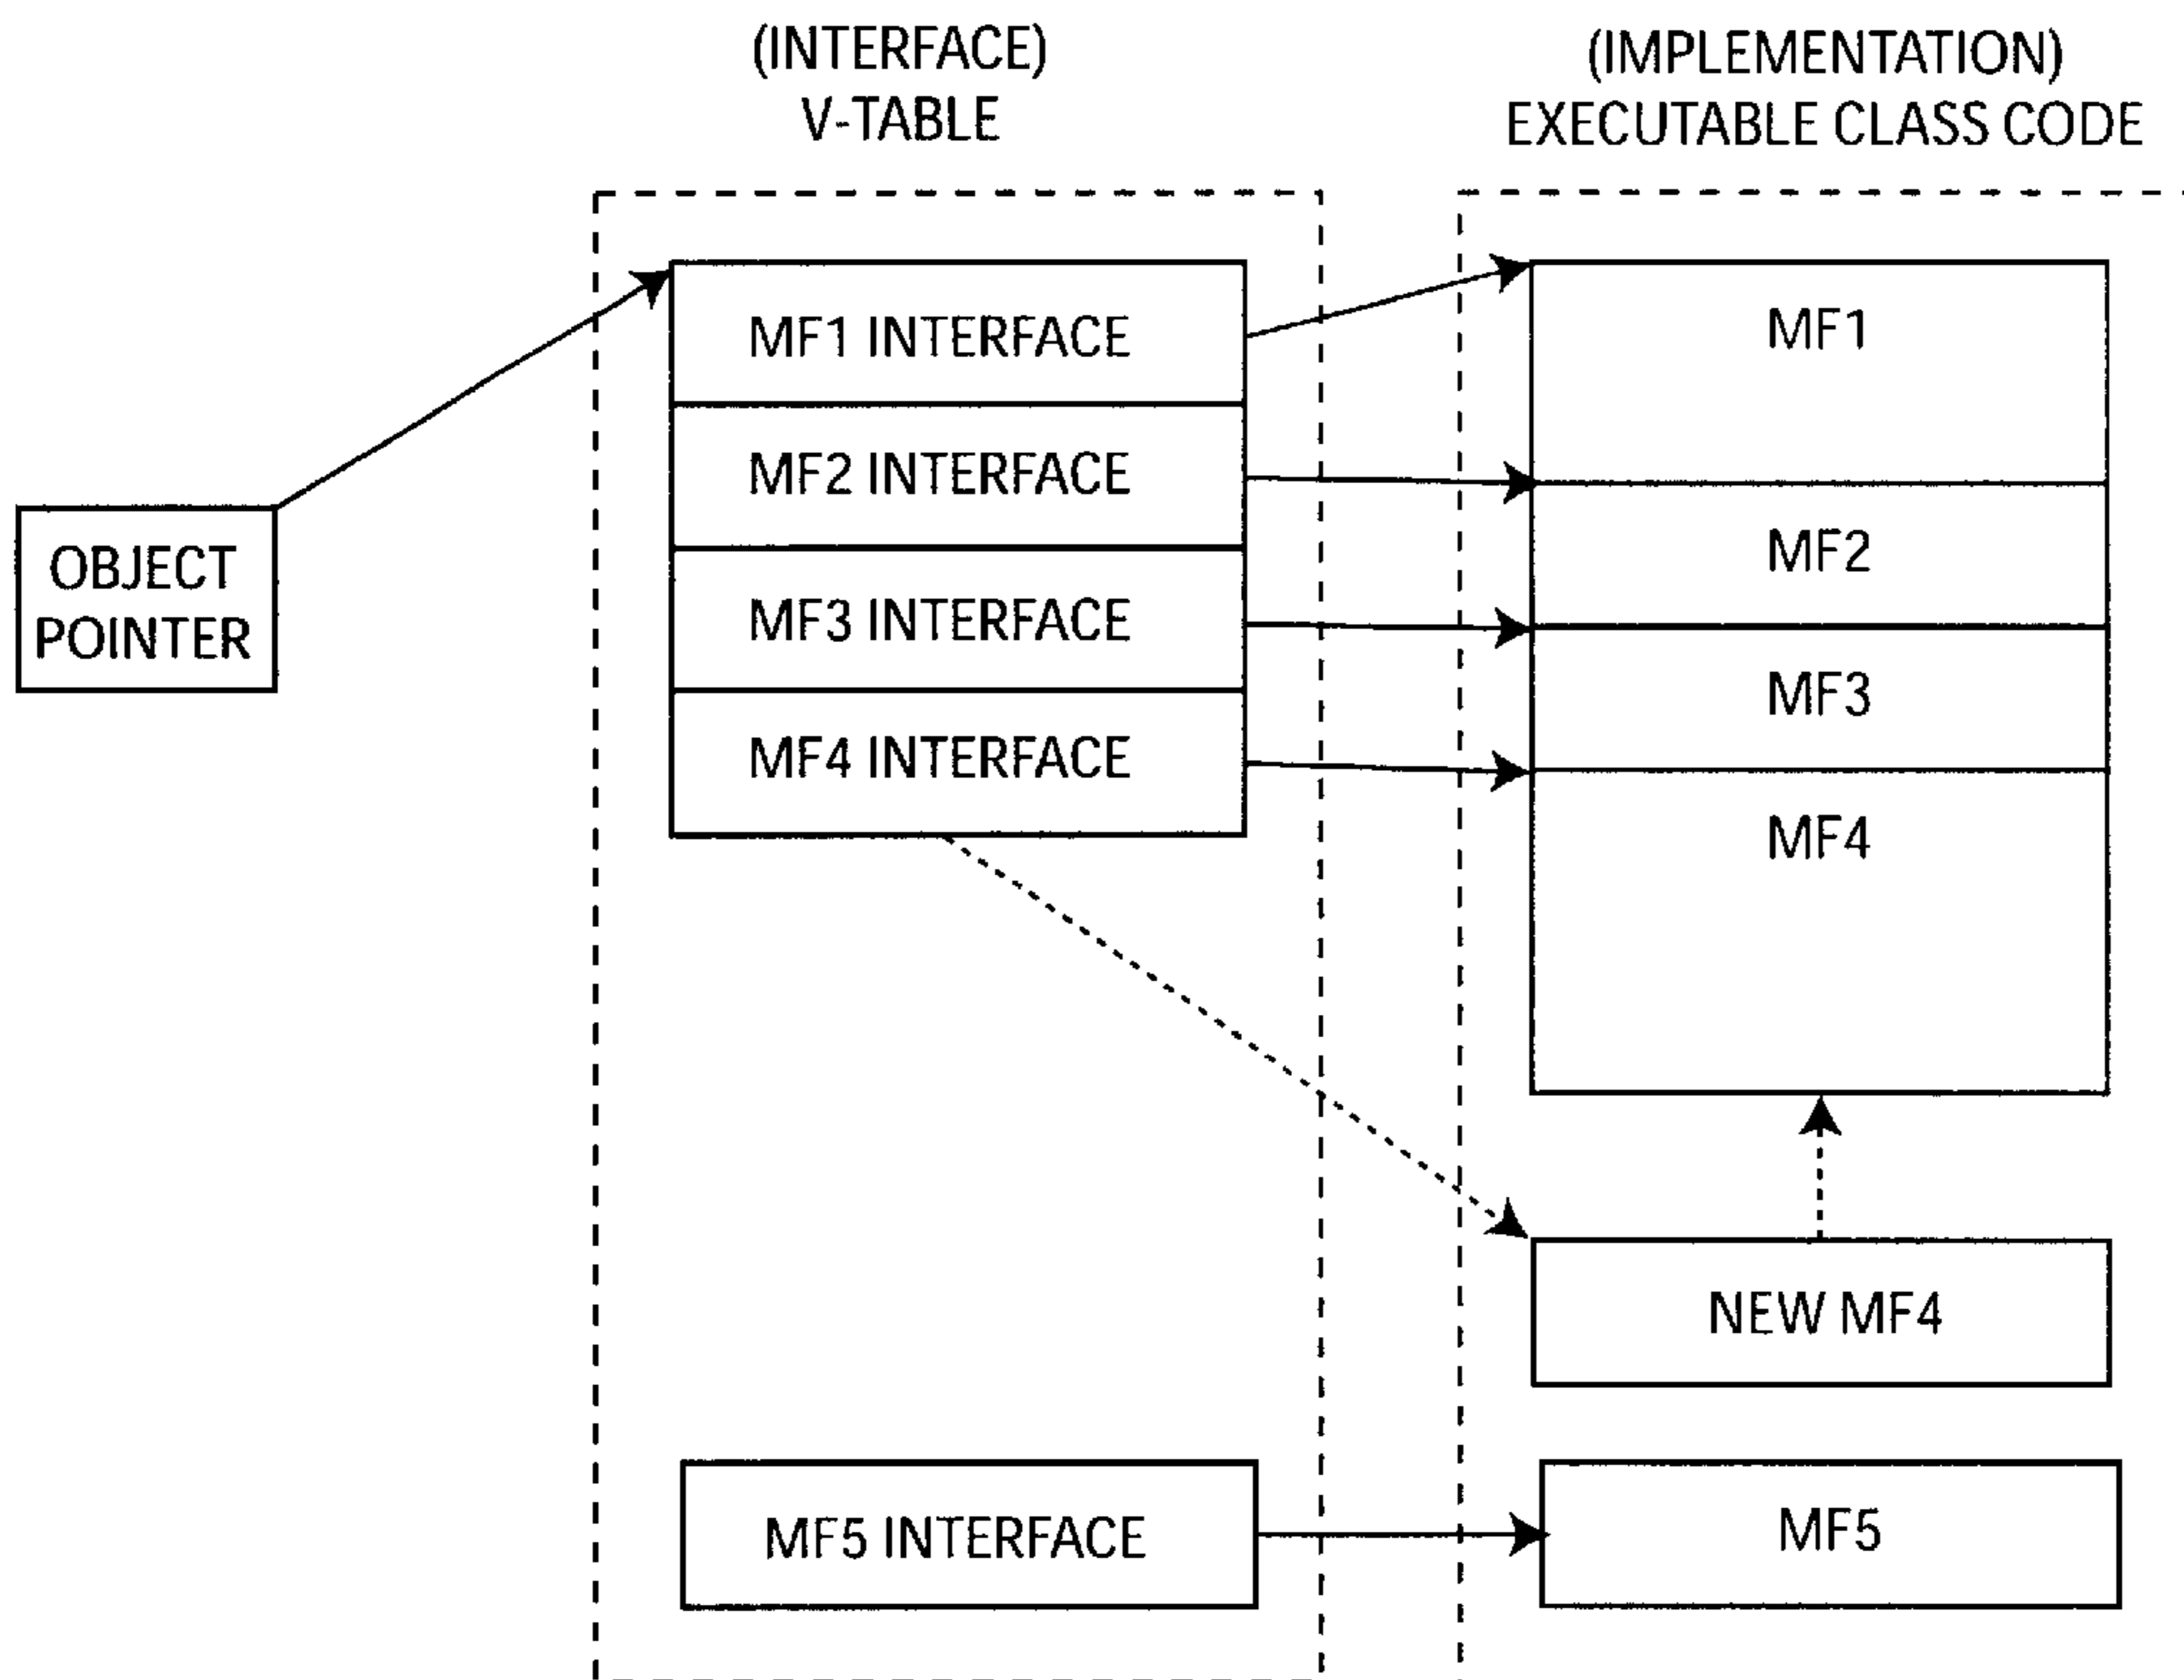 (INTERFACE)
V-TABLE
(IMPLEMENTATION)
EXECUTABLE CLASS CODE
OBJECT
POINTER
MF1 INTERFACE
MF2 INTERFACE
MF3 INTERFACE
MF4 INTERFACE
MF1
MF2
MF3
MF4
NEW MF4
MF5 INTERFACE
MF5